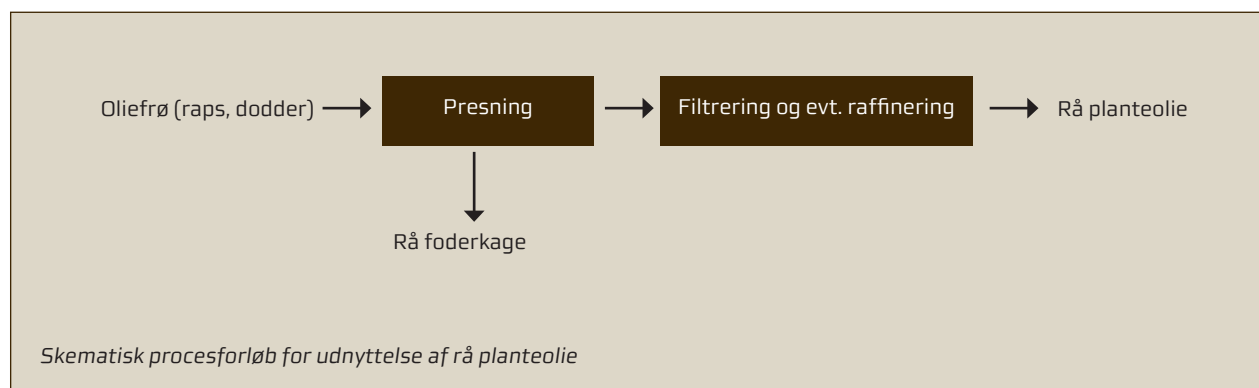 Oliefrø (raps, dodder)
Presning
Filtrering og evt. raffinering
Rå planteolie
Rå foderkage
Skematisk procesforløb for udnyttelse af rå planteolie